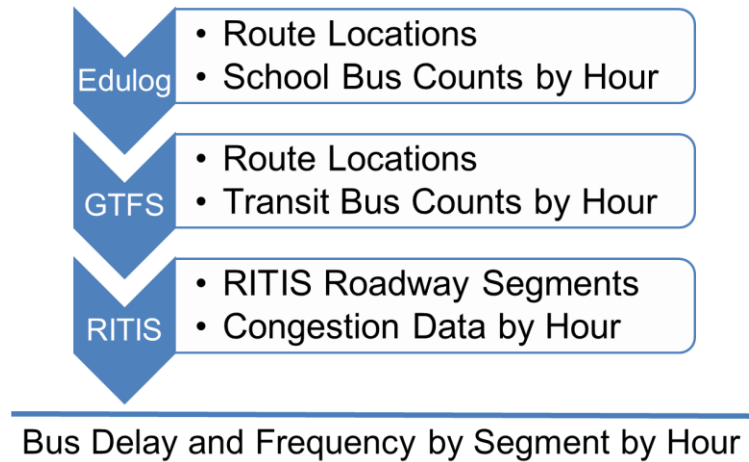 Edulog
• Route Locations
• School Bus Counts by Hour
GTFS
• Route Locations
• Transit Bus Counts by Hour
RITIS
• RITIS Roadway Segments
• Congestion Data by Hour
Bus Delay and Frequency by Segment by Hour